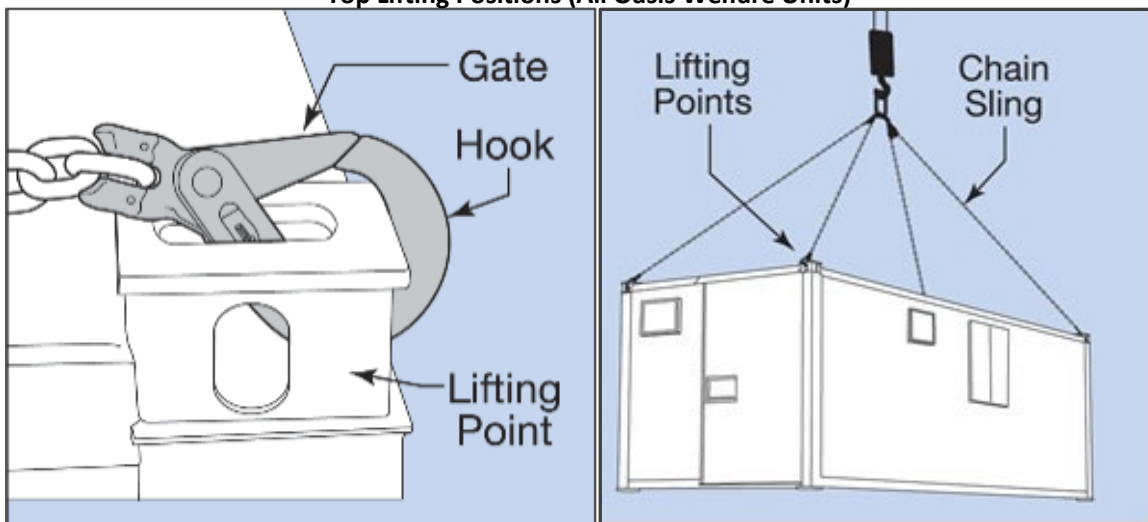 Top Lifting Positions (All Oasis Welfare Units)
Gate
Hook
Lifting
Point
Lifting
Points
Chain
Sling